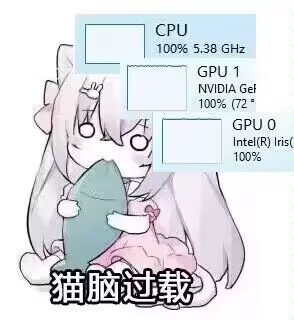 CPU
100% 5.38 GHz
GPU 1
NVIDIA GeF
100% (72 °
GPU 0
Intel(R) Iris(
100%
猫脑过载